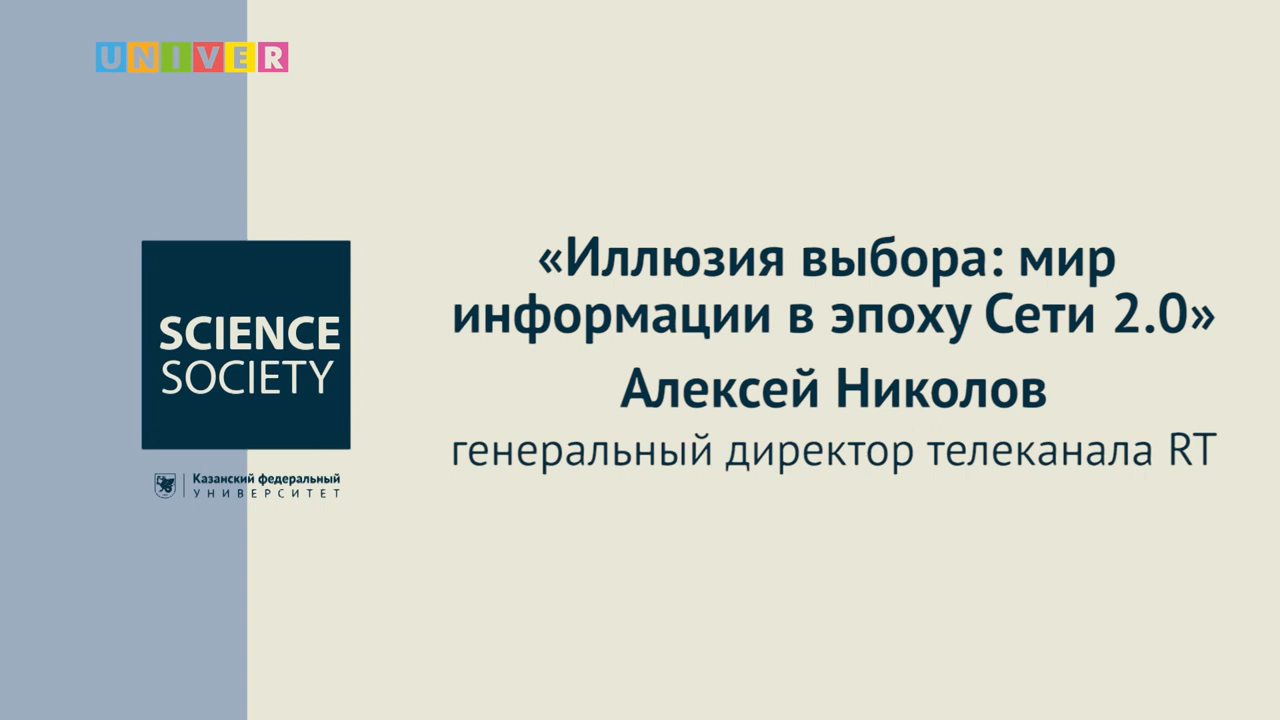 UNIVER
SCIENCE
SOCIETY
Казанский федеральный
УНИВЕРСИТЕТ
«Иллюзия выбора: мир
информации в эпоху Сети 2.0»
Алексей Николов
генеральный директор телеканала RT